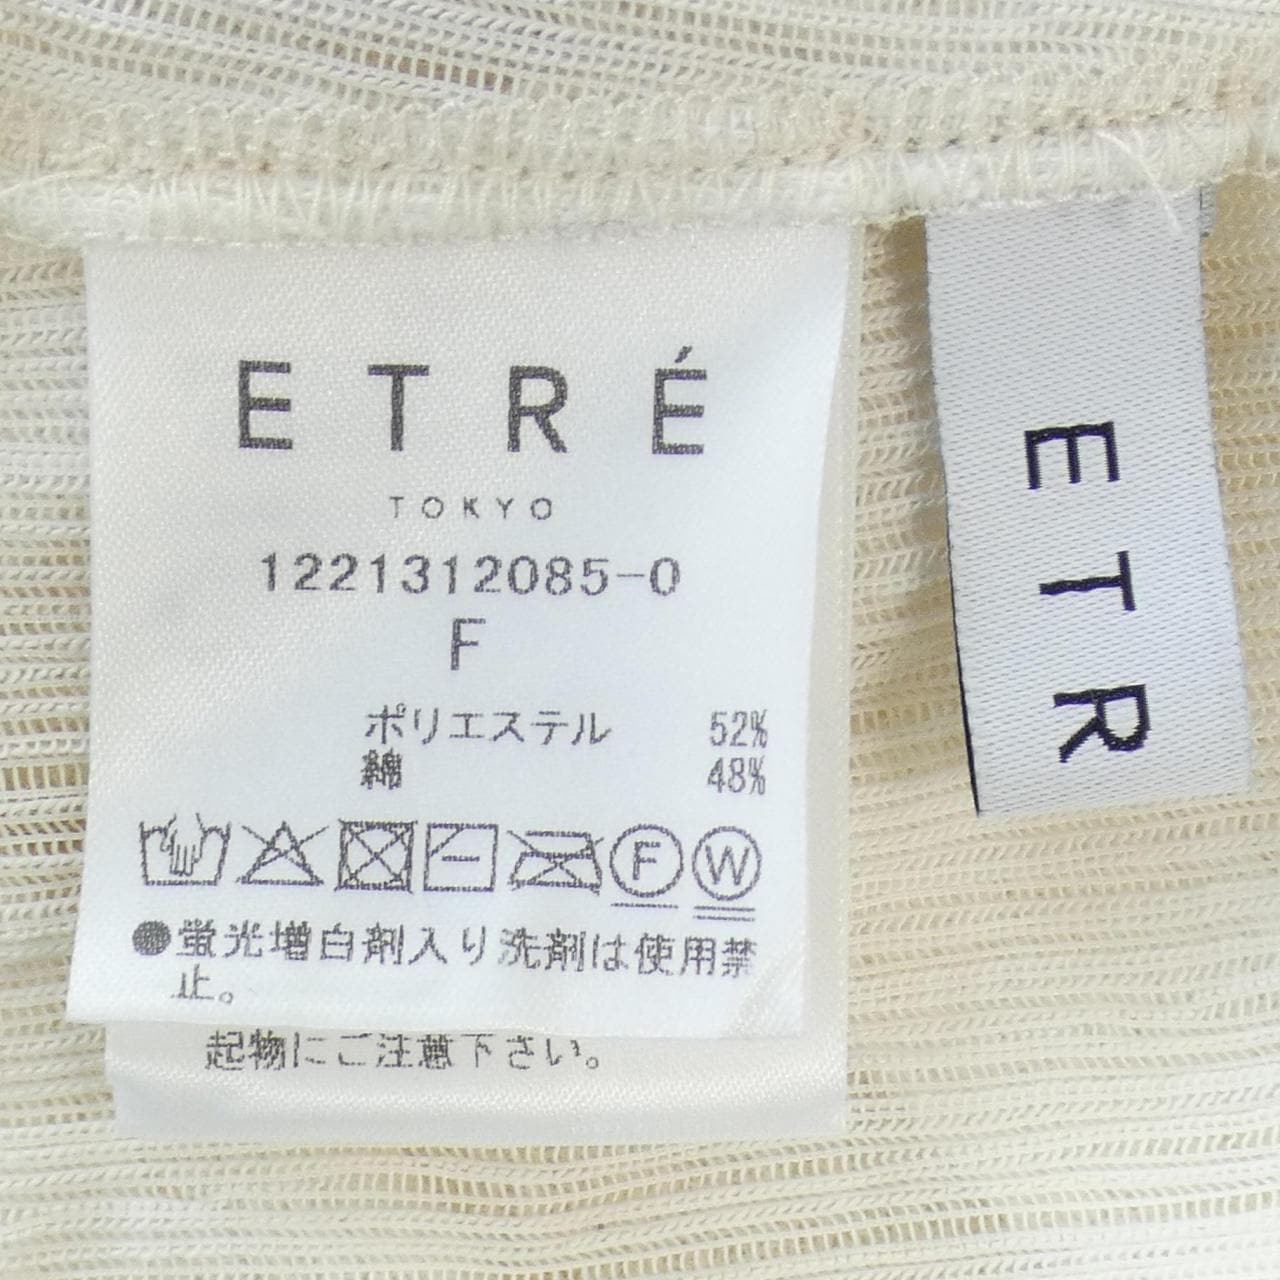 ETRÉ
TOKYO
1221312085-0
F
ポリエステル 52%
綿 48%
F W
●蛍光増白剤入り洗剤は使用禁
止。
起物にご注意下さい。
ETR